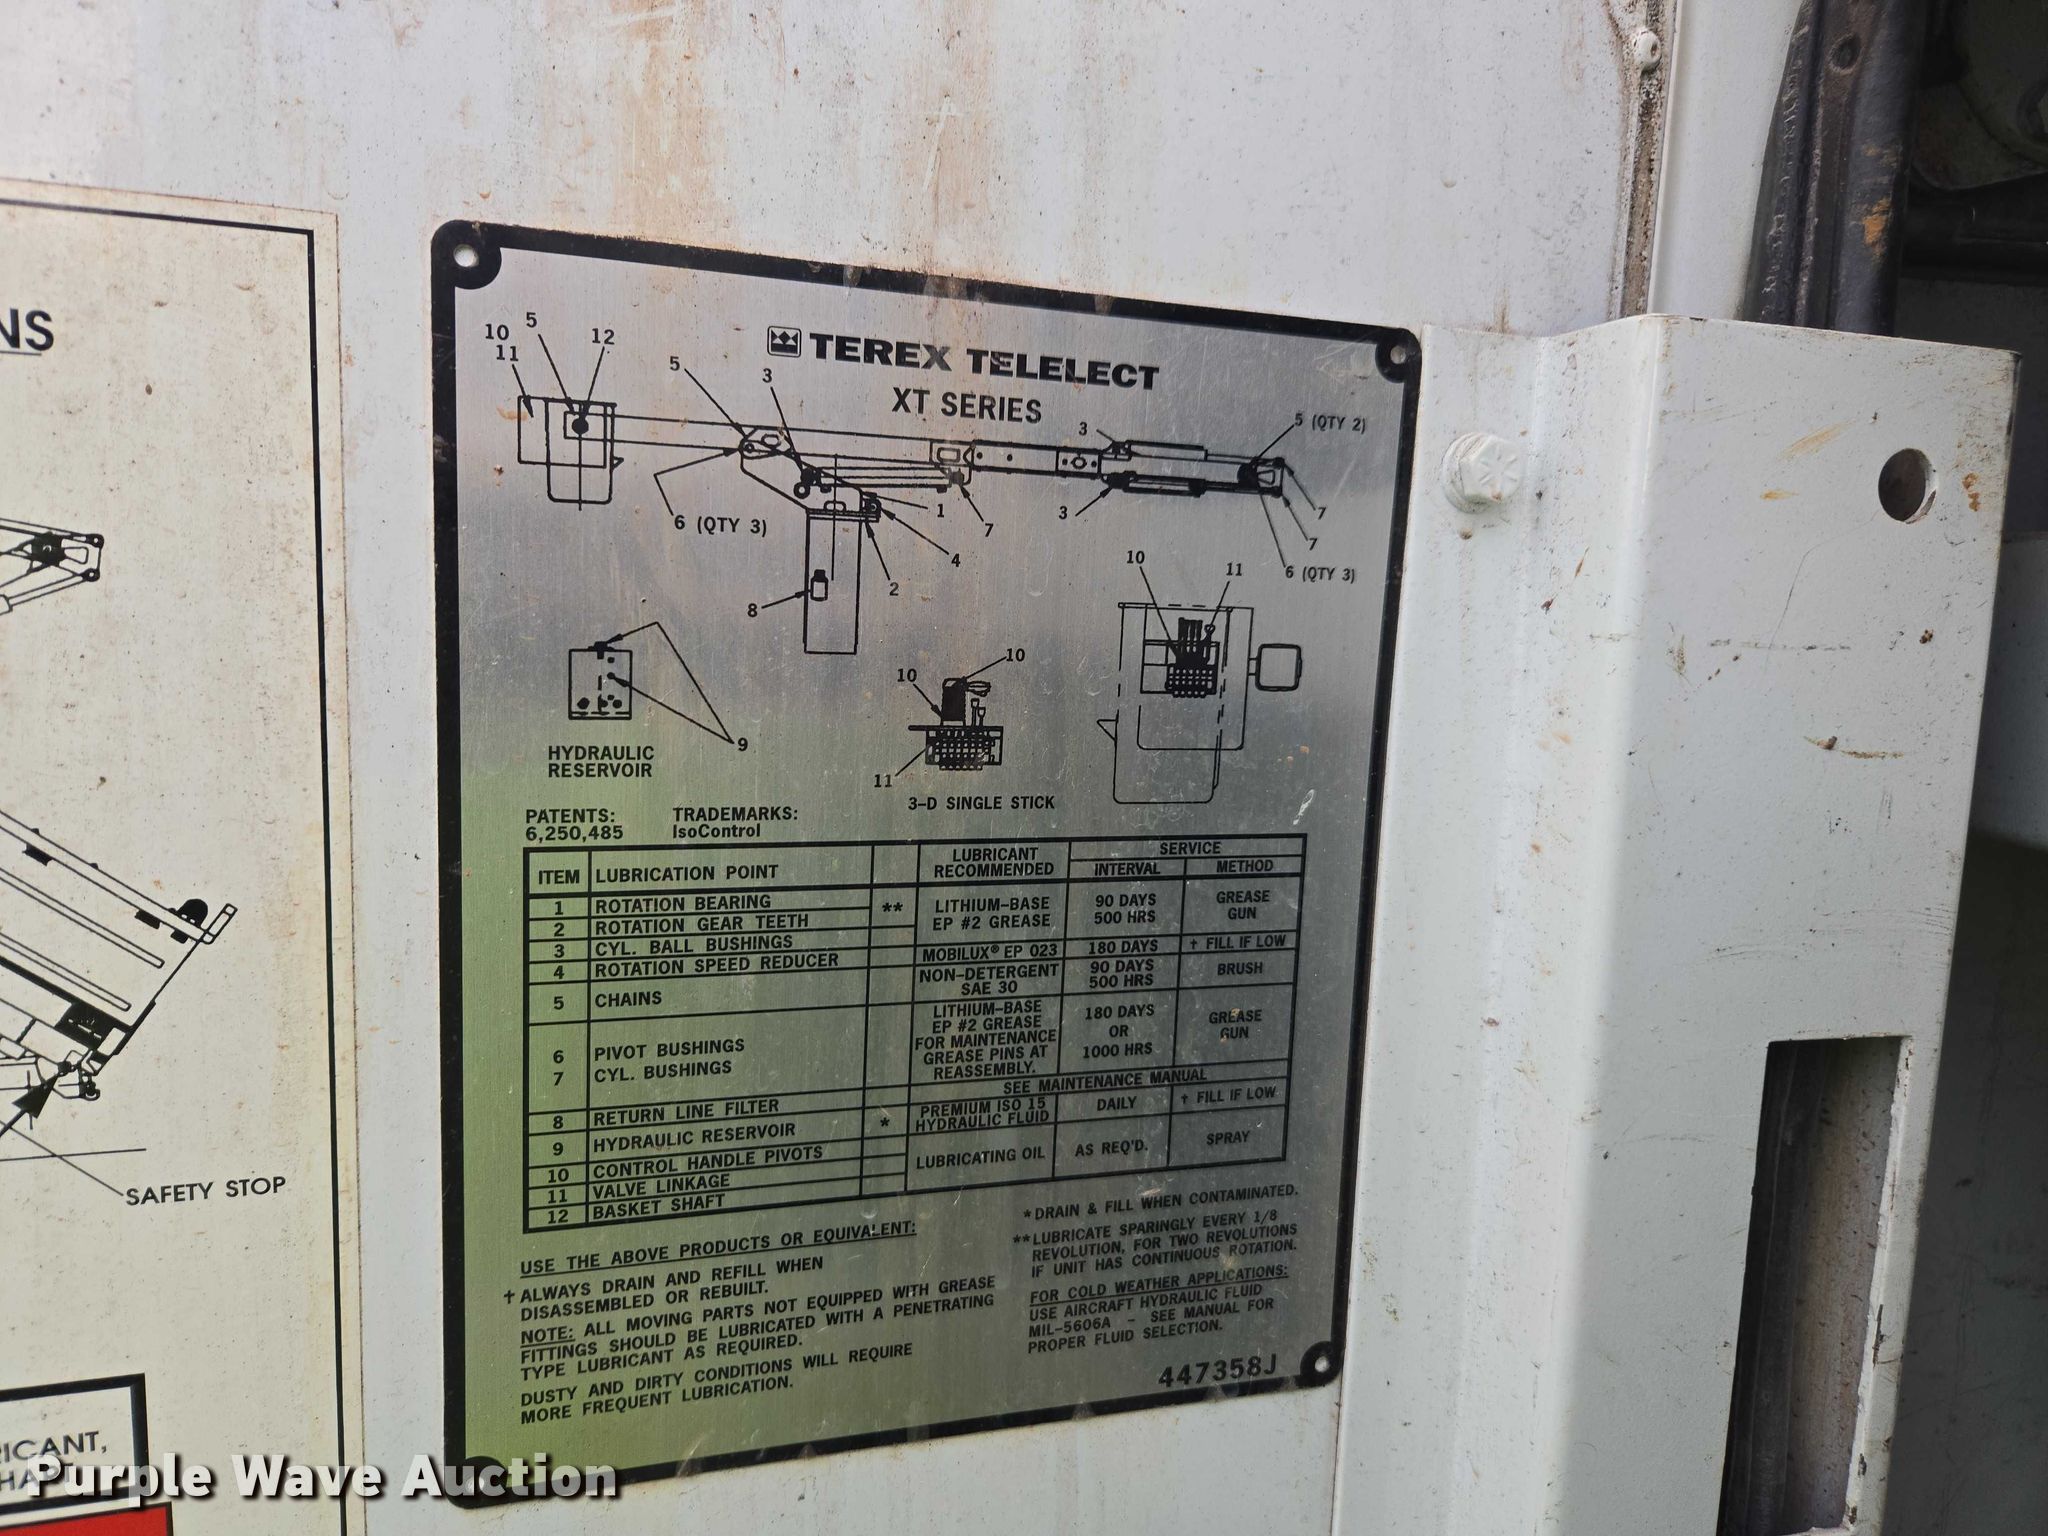 NS
SAFETY STOP
RICANT,
HART
10
5
11
12
TEREX TELELECT
XT SERIES
5
3
3
5 (QTY 2)
6 (QTY 3)
1
7
3
7
7
4
2
8
6 (QTY 3)
10
11
9
HYDRAULIC
RESERVOIR
10
10
11
3-D SINGLE STICK
PATENTS:
6,250,485
TRADEMARKS:
IsoControl
ITEM LUBRICATION POINT LUBRICANT RECOMMENDED SERVICE INTERVAL METHOD
1 ROTATION BEARING
2 ROTATION GEAR TEETH
3 CYL. BALL BUSHINGS
4 ROTATION SPEED REDUCER
5 CHAINS
6 PIVOT BUSHINGS
7 CYL. BUSHINGS
8 RETURN LINE FILTER
9 HYDRAULIC RESERVOIR
10 CONTROL HANDLE PIVOTS
11 VALVE LINKAGE
12 BASKET SHAFT
**
*
LITHIUM-BASE
EP #2 GREASE
90 DAYS
500 HRS
GREASE
GUN
MOBILUX® EP 023 180 DAYS † FILL IF LOW
NON-DETERGENT
SAE 30
90 DAYS
500 HRS
BRUSH
LITHIUM-BASE
EP #2 GREASE
FOR MAINTENANCE
GREASE PINS AT
REASSEMBLY.
180 DAYS
OR
1000 HRS
GREASE
GUN
SEE MAINTENANCE MANUAL
PREMIUM ISO 15
HYDRAULIC FLUID
DAILY
† FILL IF LOW
LUBRICATING OIL AS REQ'D. SPRAY
USE THE ABOVE PRODUCTS OR EQUIVALENT:
† ALWAYS DRAIN AND REFILL WHEN
DISASSEMBLED OR REBUILT.
NOTE: ALL MOVING PARTS NOT EQUIPPED WITH GREASE
FITTINGS SHOULD BE LUBRICATED WITH A PENETRATING
TYPE LUBRICANT AS REQUIRED.
DUSTY AND DIRTY CONDITIONS WILL REQUIRE
MORE FREQUENT LUBRICATION.
* DRAIN & FILL WHEN CONTAMINATED.
** LUBRICATE SPARINGLY EVERY 1/8
REVOLUTION, FOR TWO REVOLUTIONS
IF UNIT HAS CONTINUOUS ROTATION.
FOR COLD WEATHER APPLICATIONS:
USE AIRCRAFT HYDRAULIC FLUID
MIL-5606A - SEE MANUAL FOR
PROPER FLUID SELECTION.
447358J
Purple Wave Auction